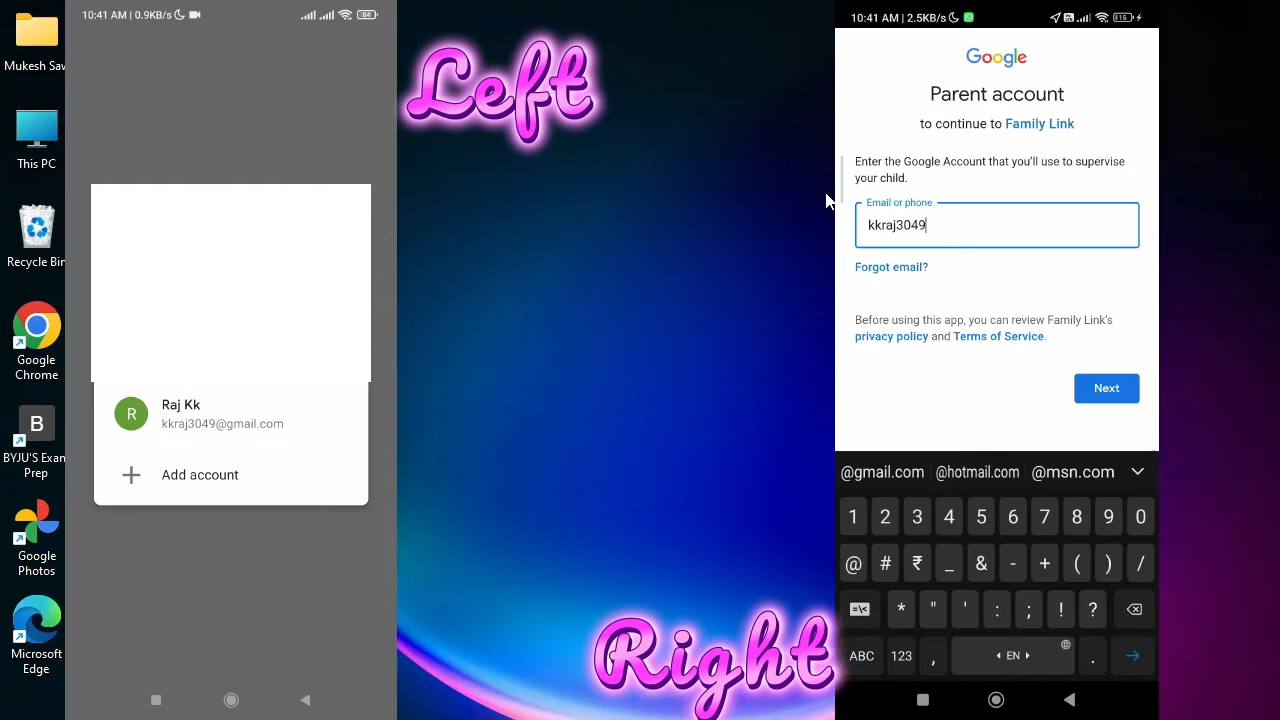 Mukesh Sav
This PC
Recycle Bin
Google
Chrome
B
BYJU'S Exan
Prep
Google
Photos
Microsoft
Edge
10:41 AM | 0.9KB/s
84
R
Raj Kk
kkraj3049@gmail.com
Add account
Left
Right
10:41 AM | 2.5KB/s
15
Google
Parent account
to continue to Family Link
Enter the Google Account that you'll use to supervise
your child.
Email or phone
kkraj3049
Forgot email?
Before using this app, you can review Family Link's
privacy policy and Terms of Service.
Next
@gmail.com @hotmail.com @msn.com
1 2 3 4 5 6 7 8 9 0
@ # ₹ _ & - + ( ) /
=\< * " ' : ; ! ?
ABC 123 , EN .